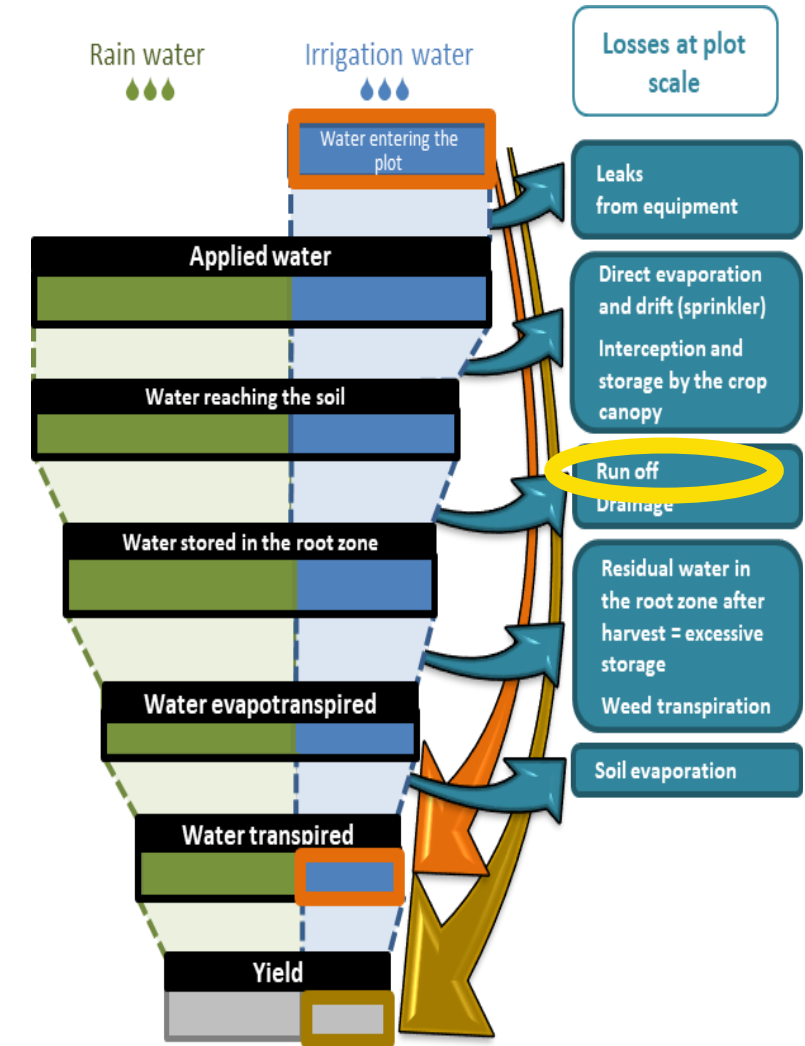 Rain water
Irrigation water
Losses at plot
scale
Water entering the
plot
Leaks
from equipment
Applied water
Direct evaporation
and drift (sprinkler)
Interception and
storage by the crop
canopy
Water reaching the soil
Run off
Drainage
Water stored in the root zone
Residual water in
the root zone after
harvest = excessive
storage
Weed transpiration
Water evapotranspired
Soil evaporation
Water transpired
Yield